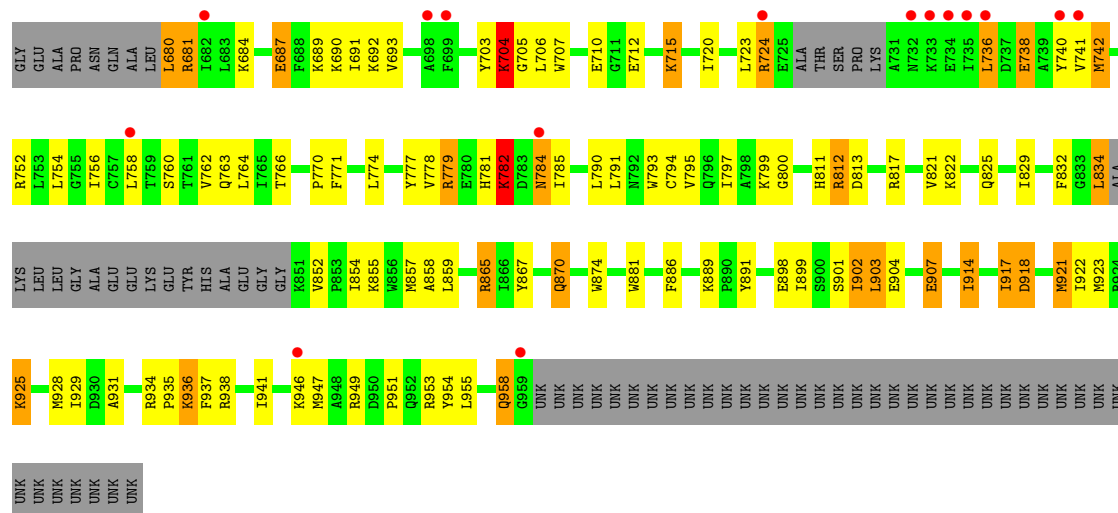 GLY GLU ALA PRO ASN GLN ALA LEU L680 R681 I682 L683 K684 E687 F688 K689 K690 I691 K692 V693 A698 F699 Y703 K704 G705 L706 W707 E710 G711 E712 K715 I720 L723 R724 E725 ALA THR SER PRO LYS A731 N732 K733 E734 I735 L736 D737 E738 A739 Y740 V741 M742
R752 L753 L754 G755 I756 C757 L758 T759 S760 T761 V762 Q763 L764 I765 T766 P770 F771 L774 Y777 V778 R779 E780 H781 K782 D783 N784 I785 L790 L791 N792 W793 C794 V795 Q796 I797 A798 K799 G800 H811 R812 D813 R817 V821 K822 Q825 I829 F832 G833 L834 ALA
LYS LEU LEU GLY ALA GLU GLU LYS GLU TYR HIS ALA GLU GLY GLY K851 V852 P853 I854 K855 W856 M857 A858 L859 R865 I866 Y867 Q870 W874 W881 F886 K889 P890 Y891 E898 I899 S900 S901 I902 L903 E904 E907 I914 I917 D918 M921 I922 M923 R924
K925 M928 I929 D930 A931 R934 P935 K936 F937 R938 I941 K946 M947 A948 R949 D950 P951 Q952 R953 Y954 L955 Q958 G959 UNK UNK UNK UNK UNK UNK UNK UNK UNK UNK UNK UNK UNK UNK UNK UNK UNK UNK UNK UNK UNK UNK UNK UNK
UNK UNK UNK UNK UNK UNK